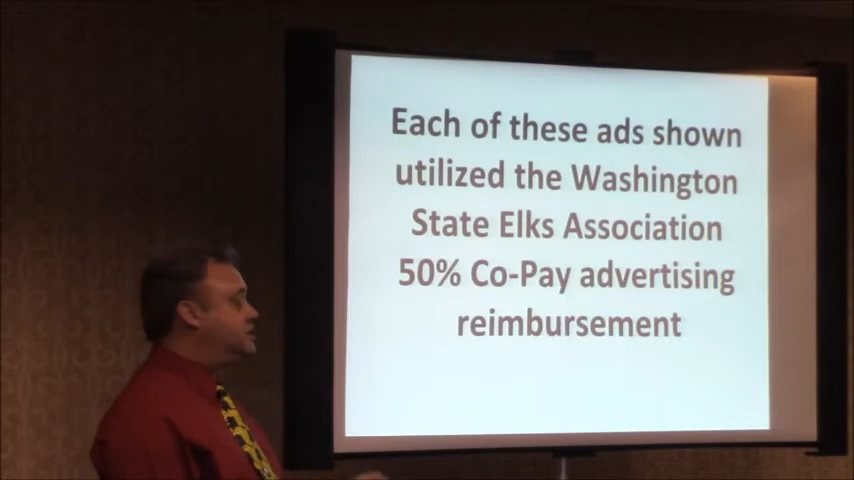 Each of these ads shown
utilized the Washington
State Elks Association
50% Co-Pay advertising
reimbursement